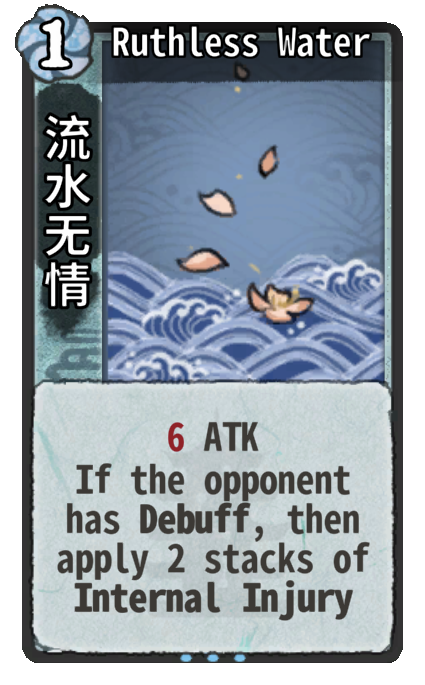 1
Ruthless Water
流水无情
6 ATK
If the opponent
has Debuff, then
apply 2 stacks of
Internal Injury